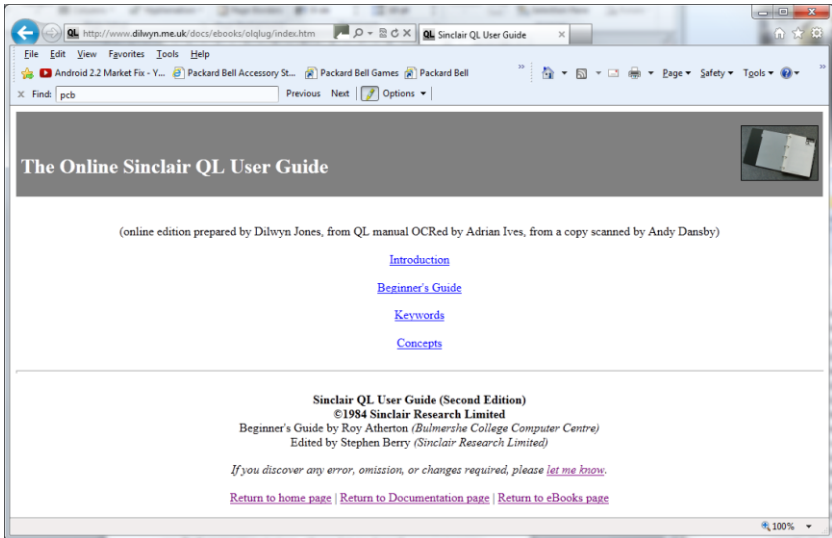 QL http://www.dilwyn.me.uk/docs/ebooks/olqlug/index.htm
QL Sinclair QL User Guide
File Edit View Favorites Tools Help
Android 2.2 Market Fix - Y... Packard Bell Accessory St... Packard Bell Games Packard Bell Page Safety Tools
Find: pcb Previous Next Options
The Online Sinclair QL User Guide
(online edition prepared by Dilwyn Jones, from QL manual OCRed by Adrian Ives, from a copy scanned by Andy Dansby)
Introduction
Beginner's Guide
Keywords
Concepts
Sinclair QL User Guide (Second Edition)
©1984 Sinclair Research Limited
Beginner's Guide by Roy Atherton (Bulmershe College Computer Centre)
Edited by Stephen Berry (Sinclair Research Limited)
If you discover any error, omission, or changes required, please let me know.
Return to home page | Return to Documentation page | Return to eBooks page
100%